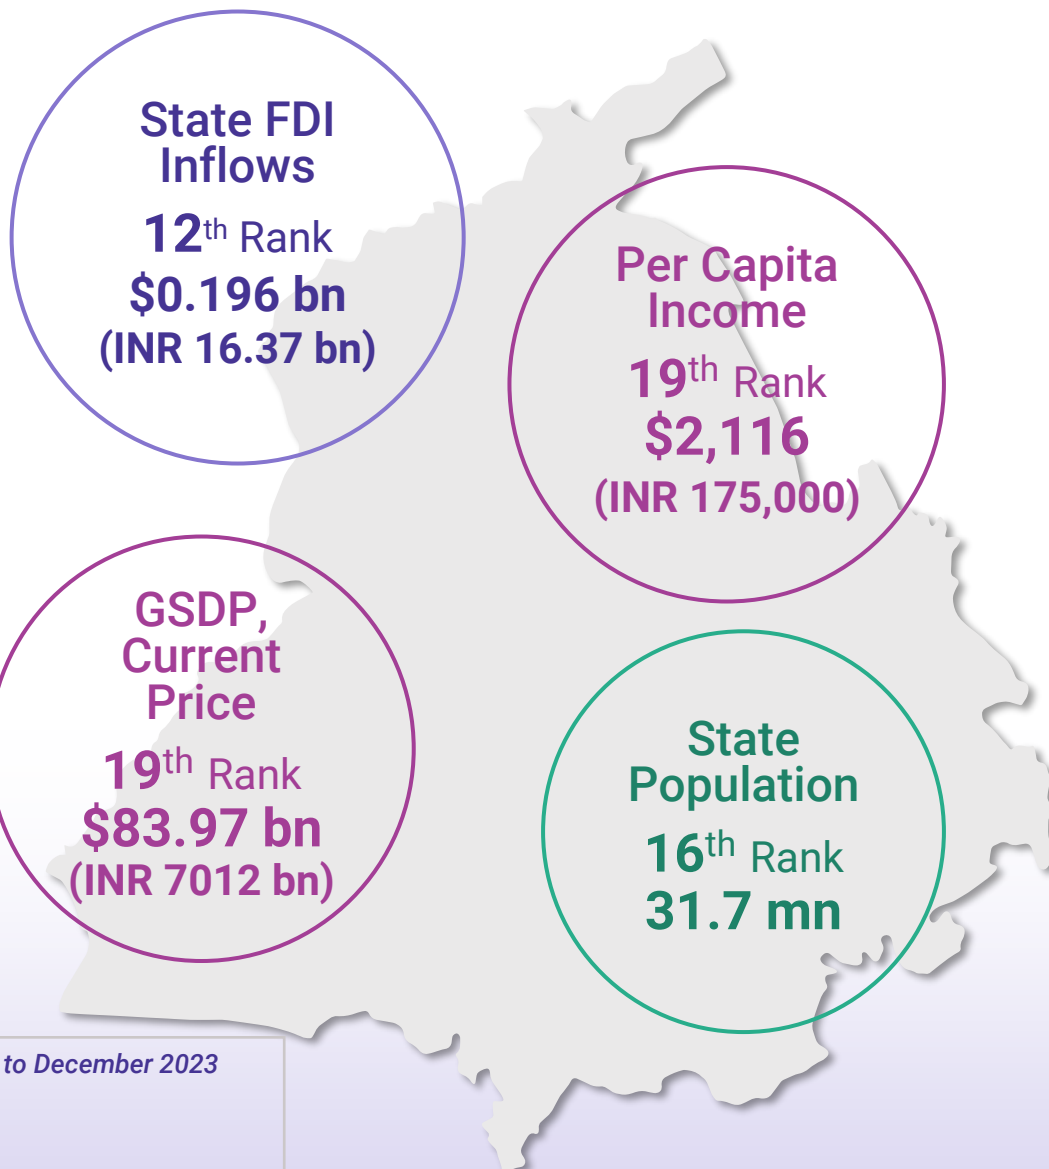 State FDI
Inflows
12th Rank
$0.196 bn
(INR 16.37 bn)
Per Capita
Income
19th Rank
$2,116
(INR 175,000)
GSDP,
Current
Price
19th Rank
$83.97 bn
(INR 7012 bn)
State
Population
16th Rank
31.7 mn
to December 2023